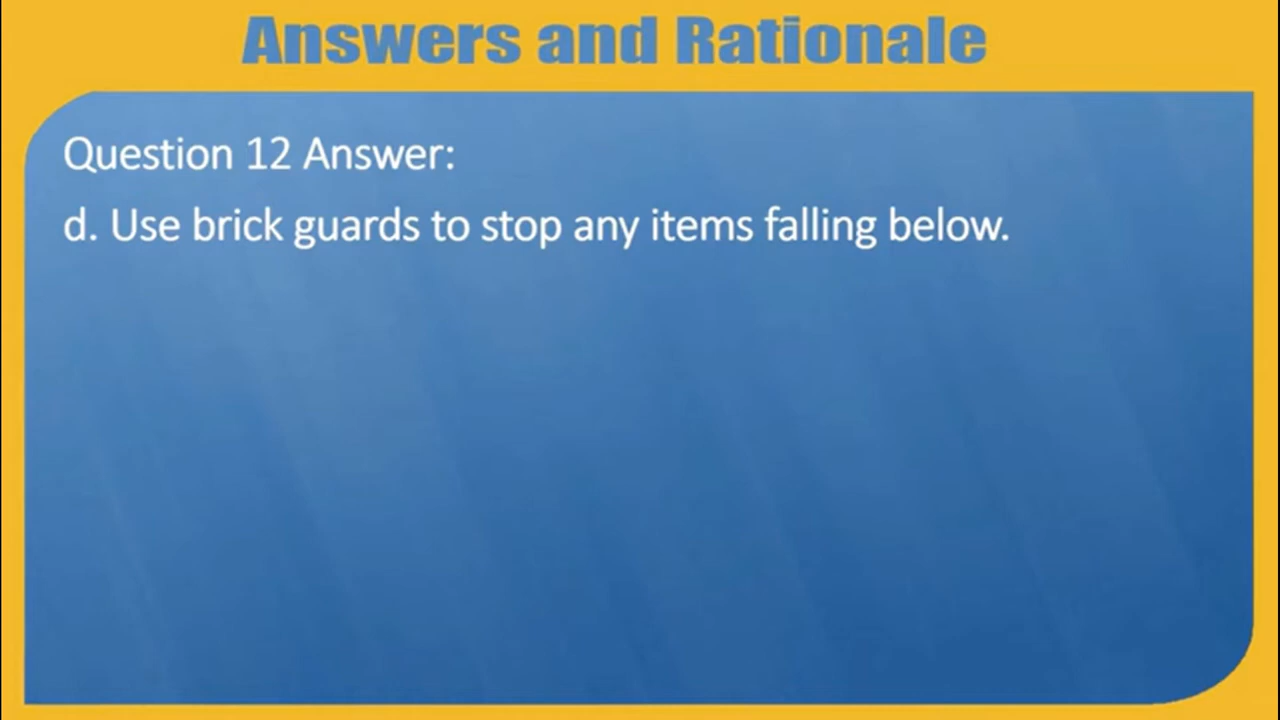 Answers and Rationale
Question 12 Answer:
d. Use brick guards to stop any items falling below.